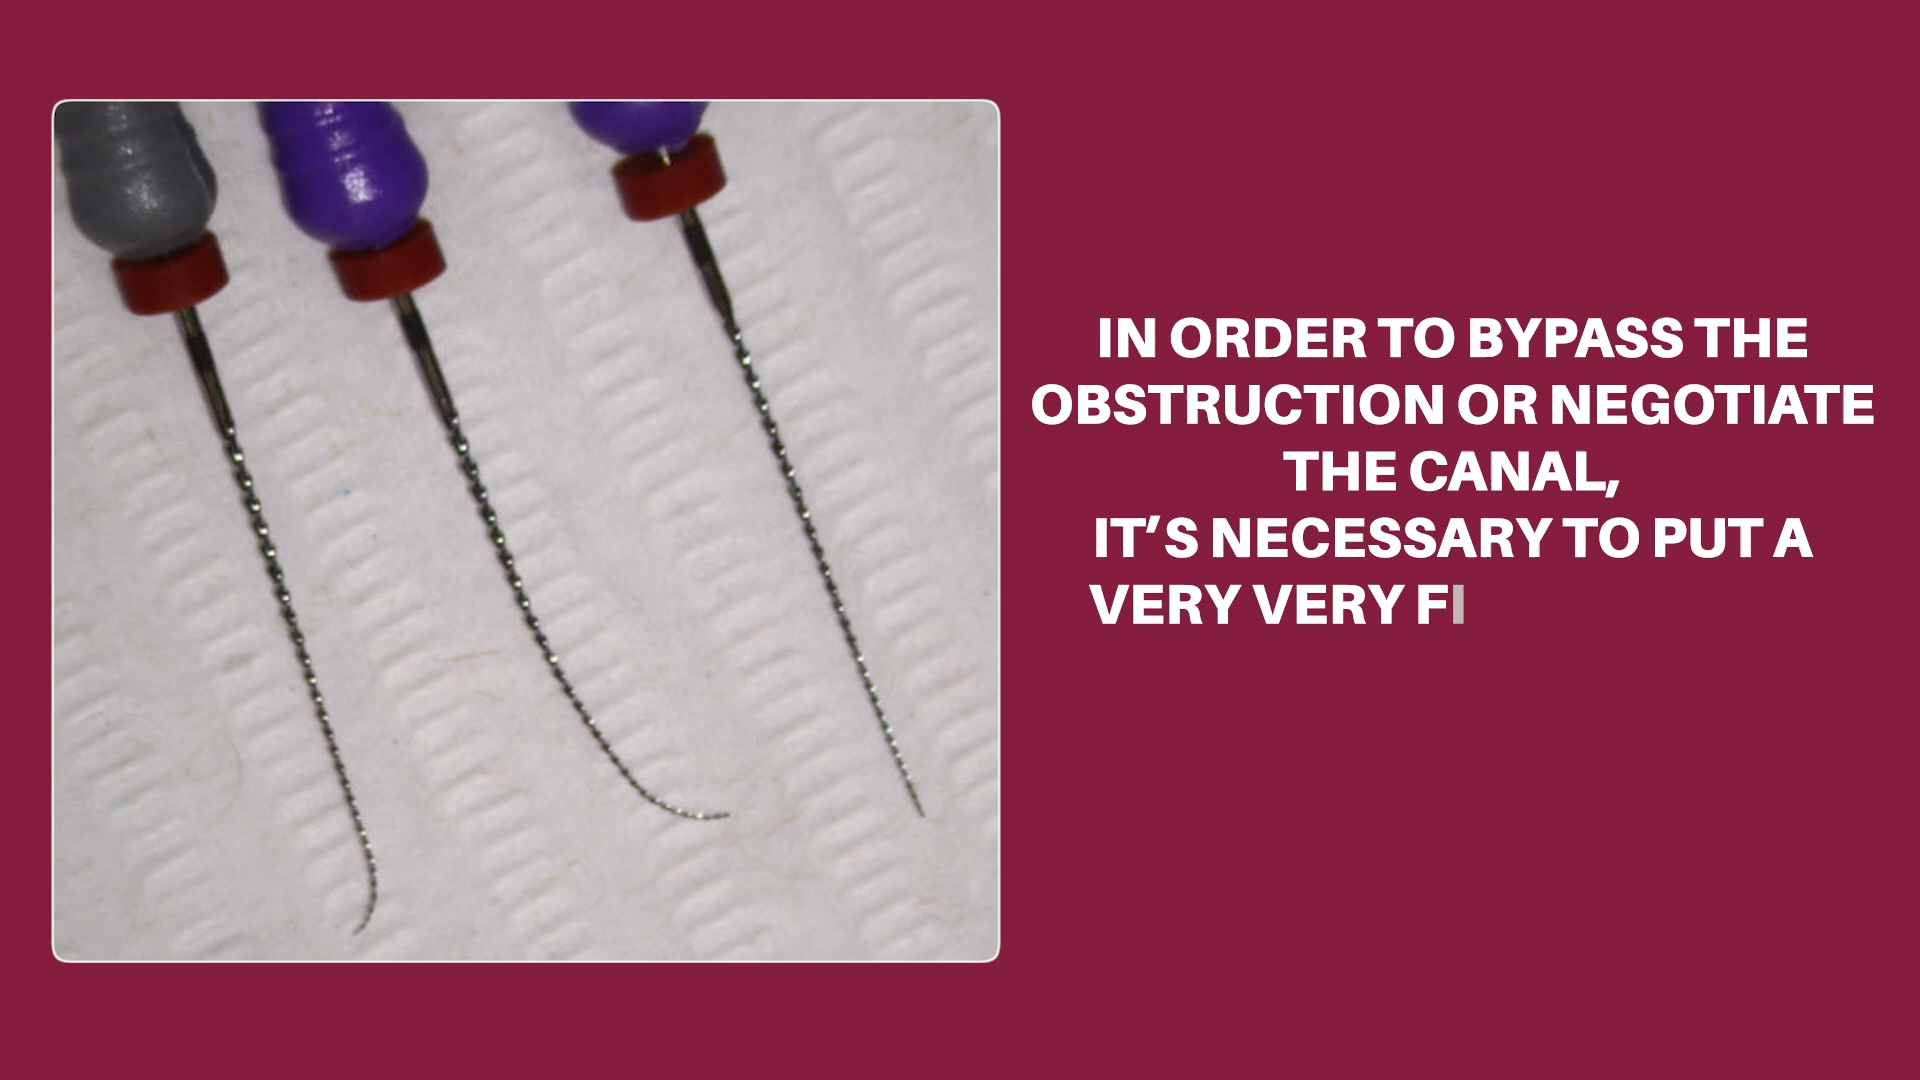 IN ORDER TO BYPASS THE
OBSTRUCTION OR NEGOTIATE
THE CANAL,
IT’S NECESSARY TO PUT A
VERY VERY FI